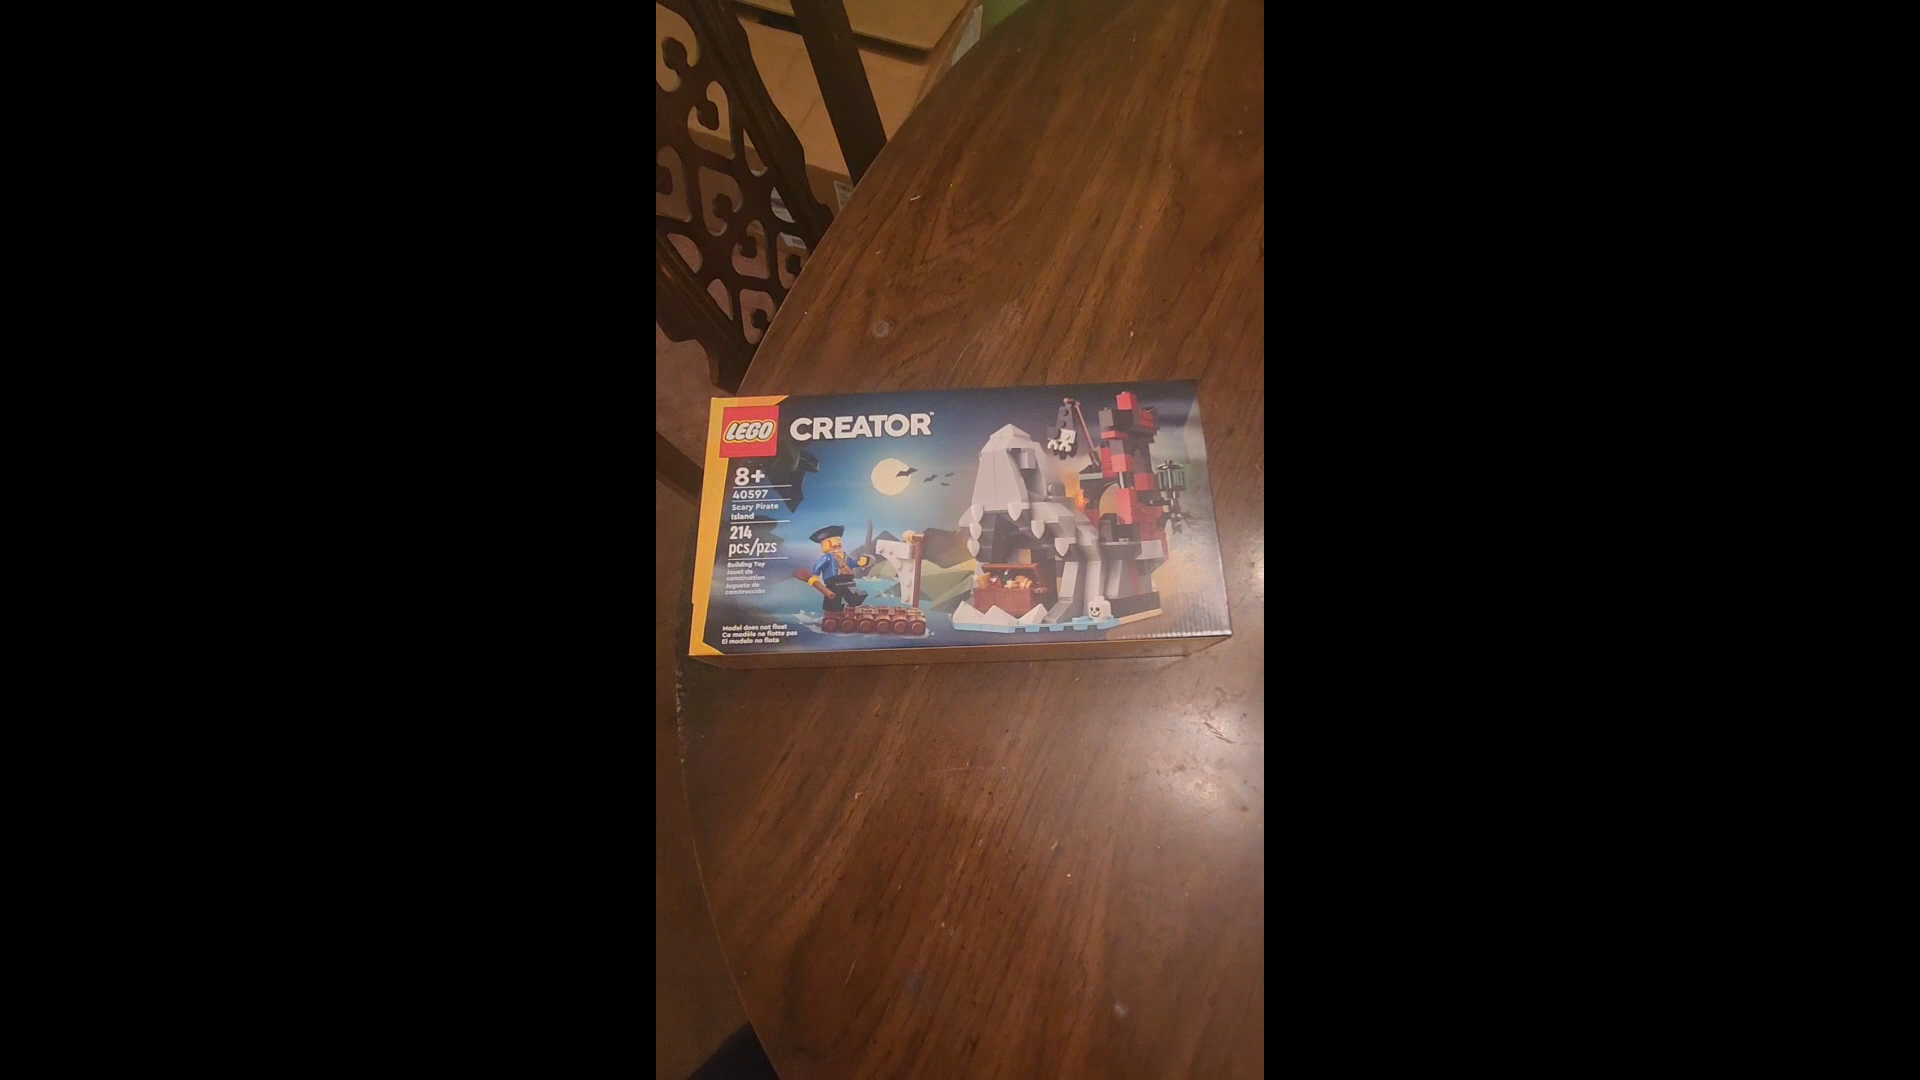 LEGO
CREATOR™
8+
40597
Scary Pirate
Island
214
pcs/pzs
Building Toy
Jouet de
construction
Juguete de
construcción
Model does not float
Ce modèle ne flotte pas
El modelo no flota